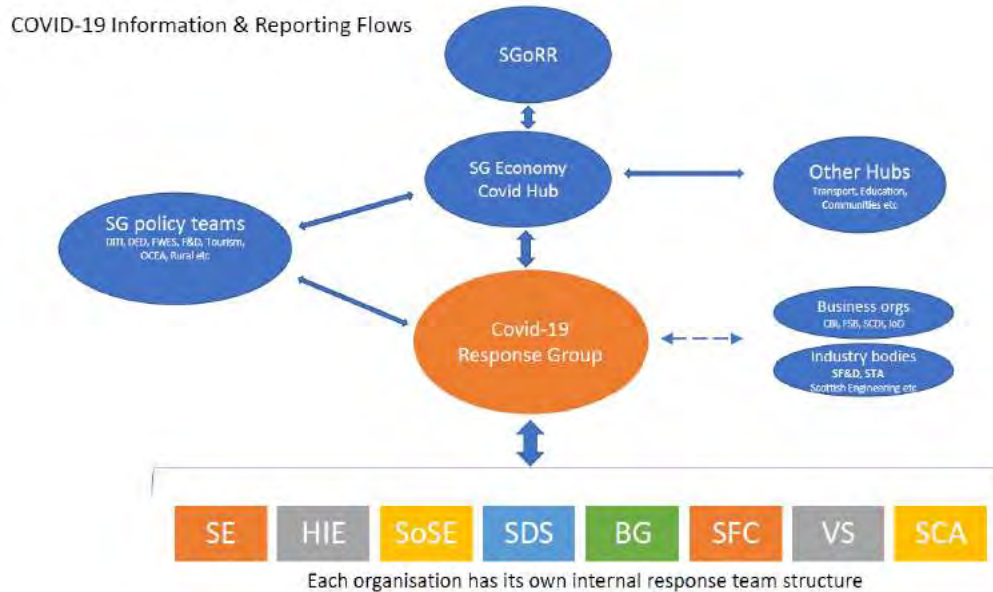 COVID-19 Information & Reporting Flows
SGoRR
SG Economy
Covid Hub
Other Hubs
Transport, Education,
Communities etc
SG policy teams
DED, FWES, F&D, Tourism,
OCEA, Rural etc
Covid-19
Response Group
Business orgs
CBI, FSB, SCDI, IoD
Industry bodies
SF&D, STA
Scottish Engineering etc
SE
HIE
SoSE
SDS
BG
SFC
VS
SCA
Each organisation has its own internal response team structure